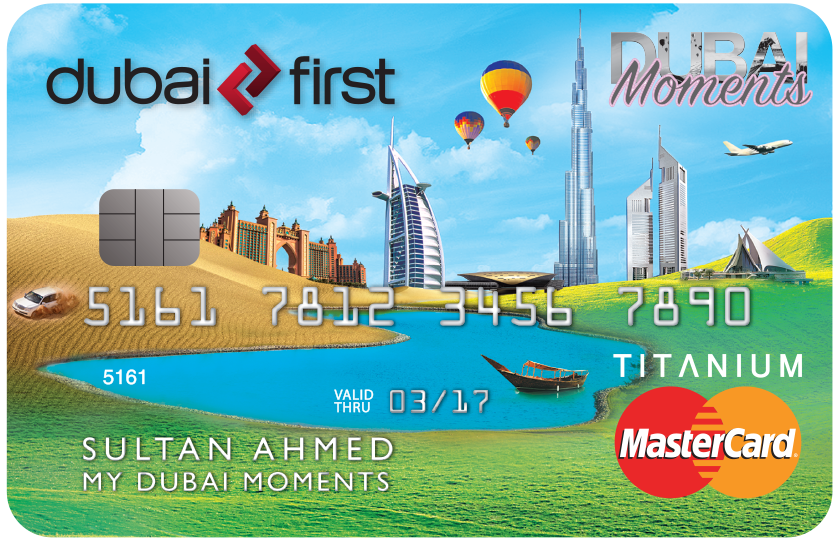 dubai first
DUBAI
Moments
5161 7812 3456 7890
5161
VALID THRU 03/17
TITANIUM
MasterCard
SULTAN AHMED
MY DUBAI MOMENTS